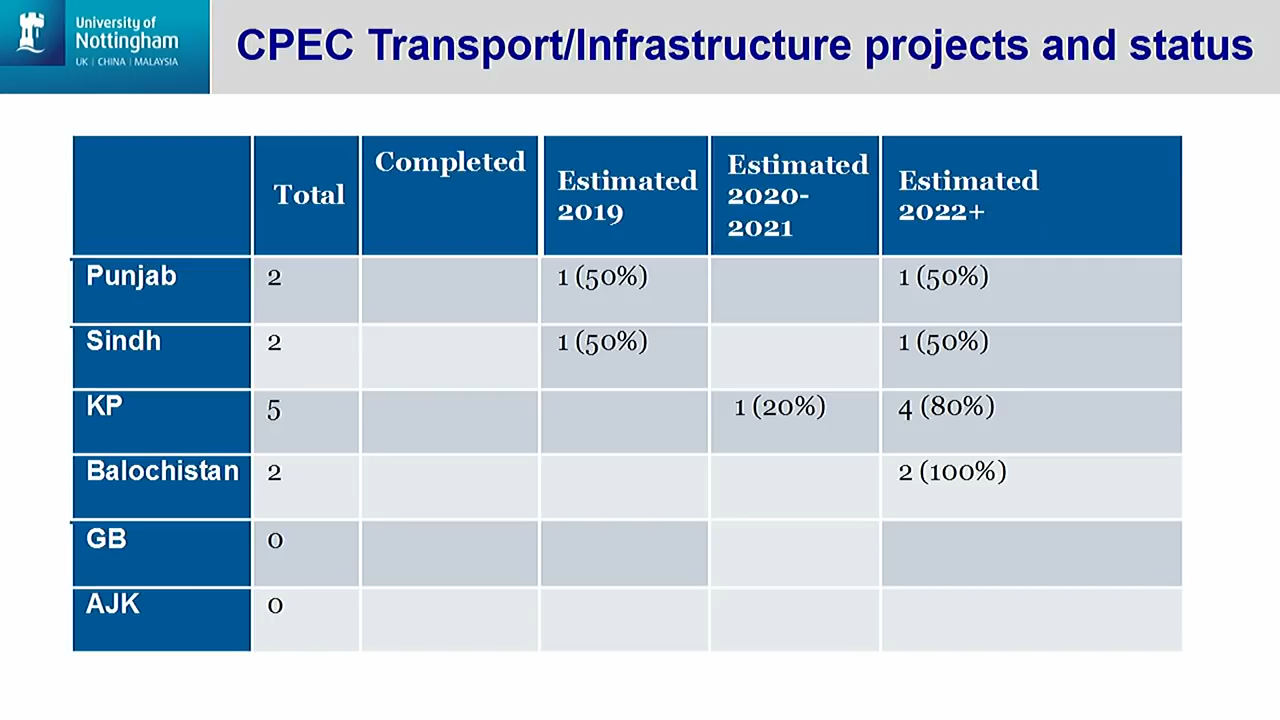 University of
Nottingham
UK | CHINA | MALAYSIA
CPEC Transport/Infrastructure projects and status
Total
Completed
Estimated
2019
Estimated
2020-
2021
Estimated
2022+
Punjab 2 1 (50%) 1 (50%)
Sindh 2 1 (50%) 1 (50%)
KP 5 1 (20%) 4 (80%)
Balochistan 2 2 (100%)
GB 0
AJK 0